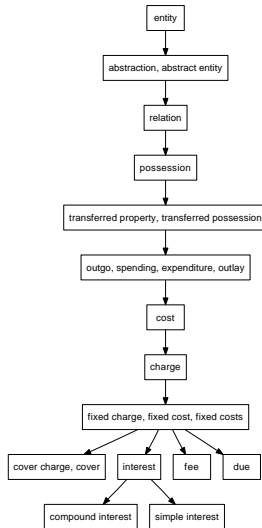 entity
abstraction, abstract entity
relation
possession
transferred property, transferred possession
outgo, spending, expenditure, outlay
cost
charge
fixed charge, fixed cost, fixed costs
cover charge, cover
interest
fee
due
compound interest
simple interest